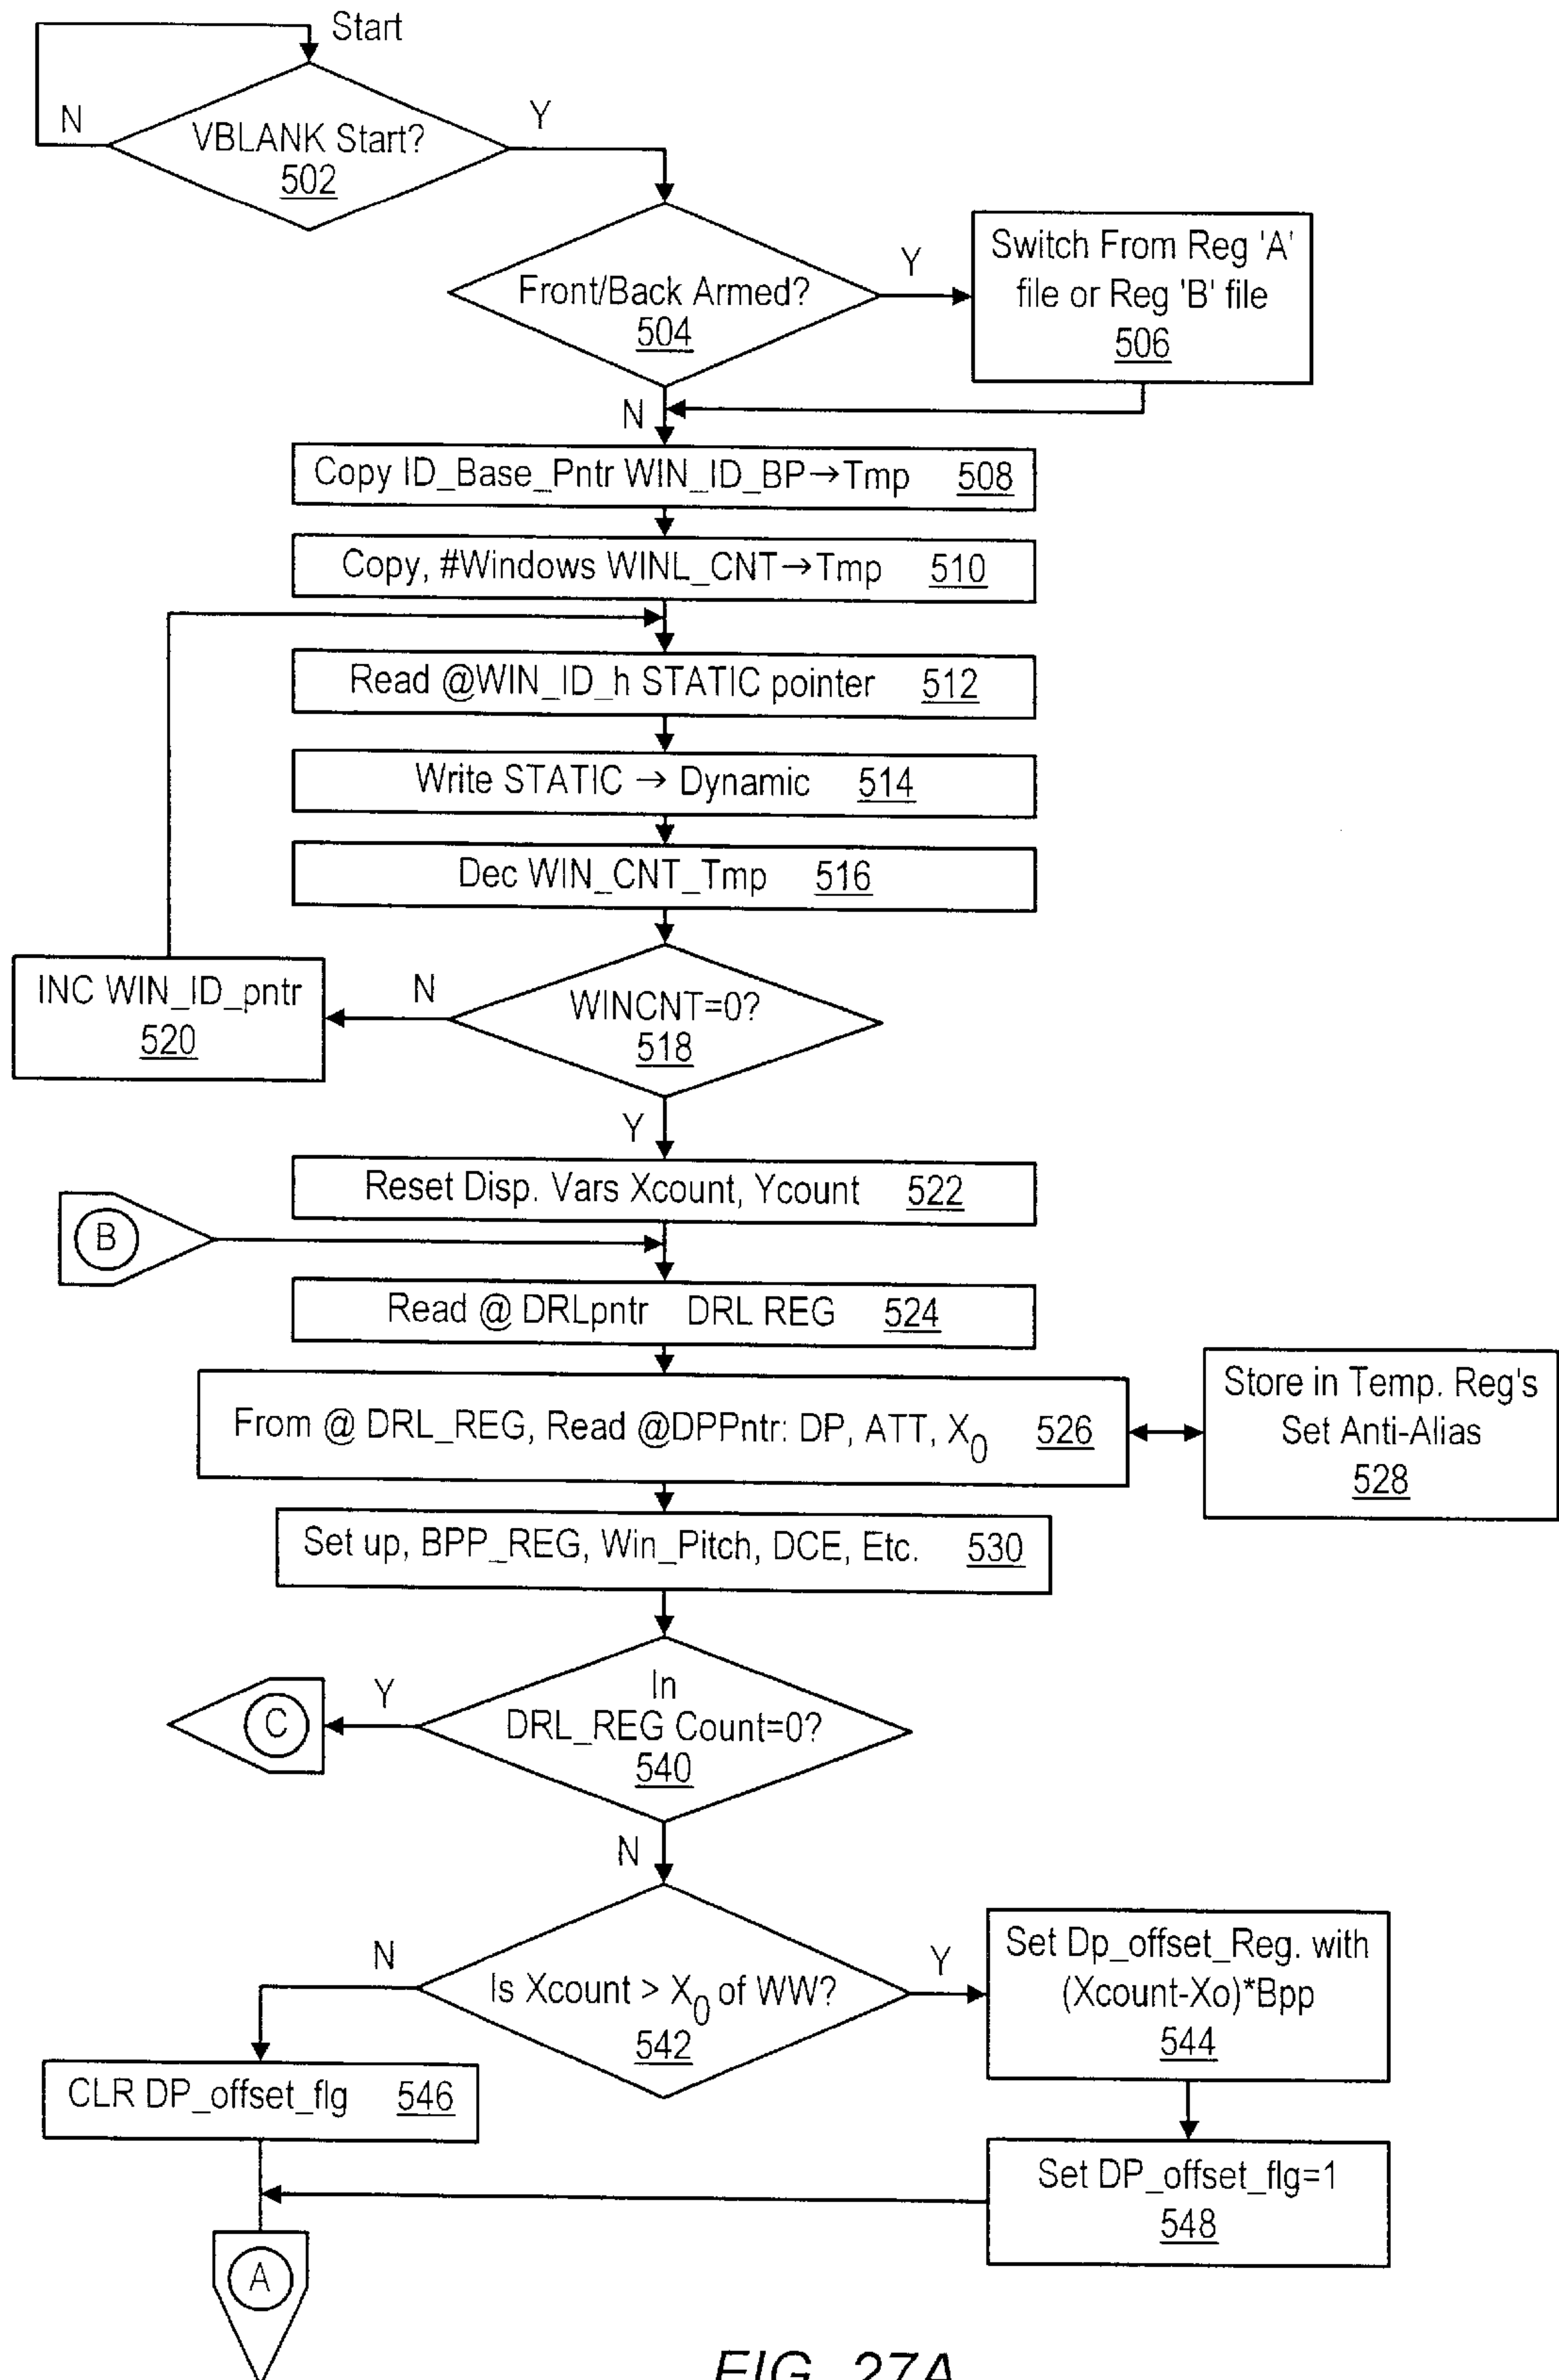 Start
N
Y
VBLANK Start?
502
Front/Back Armed?
504
Y
Switch From Reg 'A'
file or Reg 'B' file
506
N
Copy ID_Base_Pntr WIN_ID_BP→Tmp 508
Copy, #Windows WINL_CNT→Tmp 510
Read @WIN_ID_h STATIC pointer 512
Write STATIC → Dynamic 514
Dec WIN_CNT_Tmp 516
INC WIN_ID_pntr
520
N
WINCNT=0?
518
Y
Reset Disp. Vars Xcount, Ycount 522
B
Read @ DRLpntr DRL REG 524
From @ DRL_REG, Read @DPPntr: DP, ATT, X0 526
Store in Temp. Reg's
Set Anti-Alias
528
Set up, BPP_REG, Win_Pitch, DCE, Etc. 530
C
Y
In
DRL_REG Count=0?
540
N
N
Is Xcount > X0 of WW?
542
Y
Set Dp_offset_Reg. with
(Xcount-Xo)*Bpp
544
CLR DP_offset_flg 546
Set DP_offset_flg=1
548
A
FIG. 27A